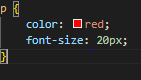 p {
    color: red;
    font-size: 20px;
}